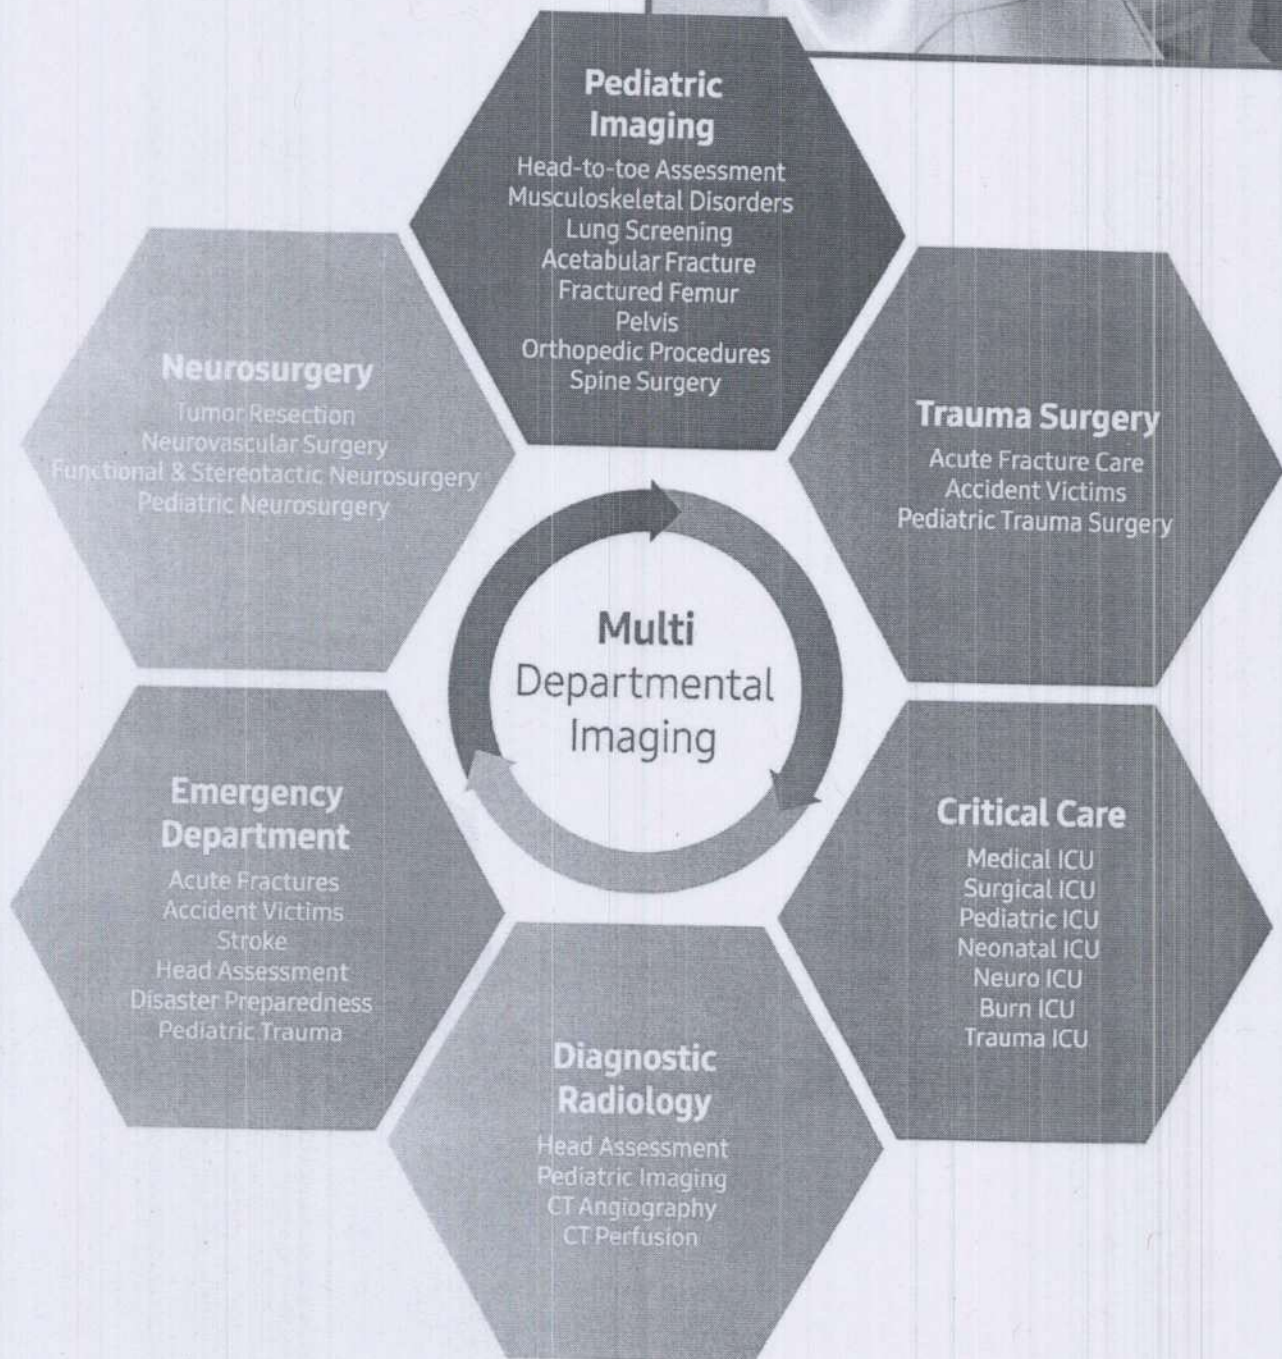 Pediatric
Imaging
Head-to-toe Assessment
Musculoskeletal Disorders
Lung Screening
Acetabular Fracture
Fractured Femur
Pelvis
Orthopedic Procedures
Spine Surgery
Neurosurgery
Tumor Resection
Neurovascular Surgery
Functional & Stereotactic Neurosurgery
Pediatric Neurosurgery
Trauma Surgery
Acute Fracture Care
Accident Victims
Pediatric Trauma Surgery
Multi
Departmental
Imaging
Emergency
Department
Acute Fractures
Accident Victims
Stroke
Head Assessment
Disaster Preparedness
Pediatric Trauma
Critical Care
Medical ICU
Surgical ICU
Pediatric ICU
Neonatal ICU
Neuro ICU
Burn ICU
Trauma ICU
Diagnostic
Radiology
Head Assessment
Pediatric Imaging
CT Angiography
CT Perfusion